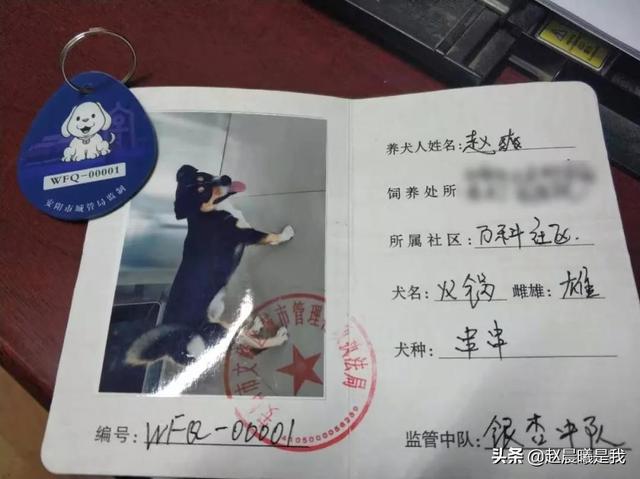 WFQ-00001
安阳市城管局监制
养犬人姓名：赵爽
饲养处所
所属社区：万科社区.
犬名：火锅 雌雄：雄
犬种：串串
编号：WFQ-00001
监管中队：银杏中队
4105000058250
头条 @赵晨曦是我